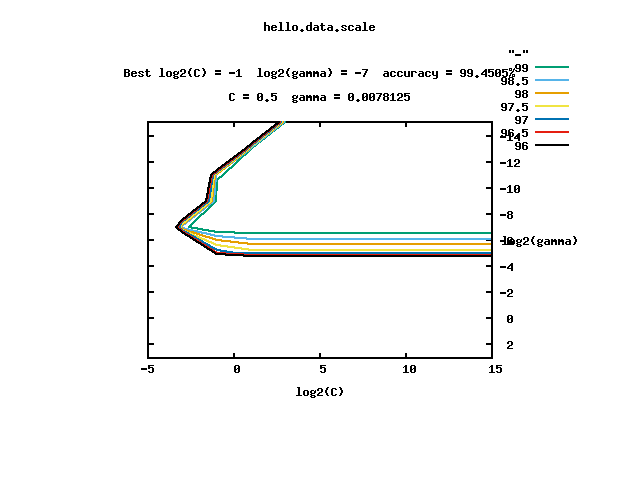 hello.data.scale
"-"
Best log2(C) = -1  log2(gamma) = -7  accuracy = 99.4505%
99
98.5
C = 0.5  gamma = 0.0078125
98
97.5
97
96.5
96
-14
-12
-10
-8
-6
log2(gamma)
-4
-2
0
2
-5 0 5 10 15
log2(C)